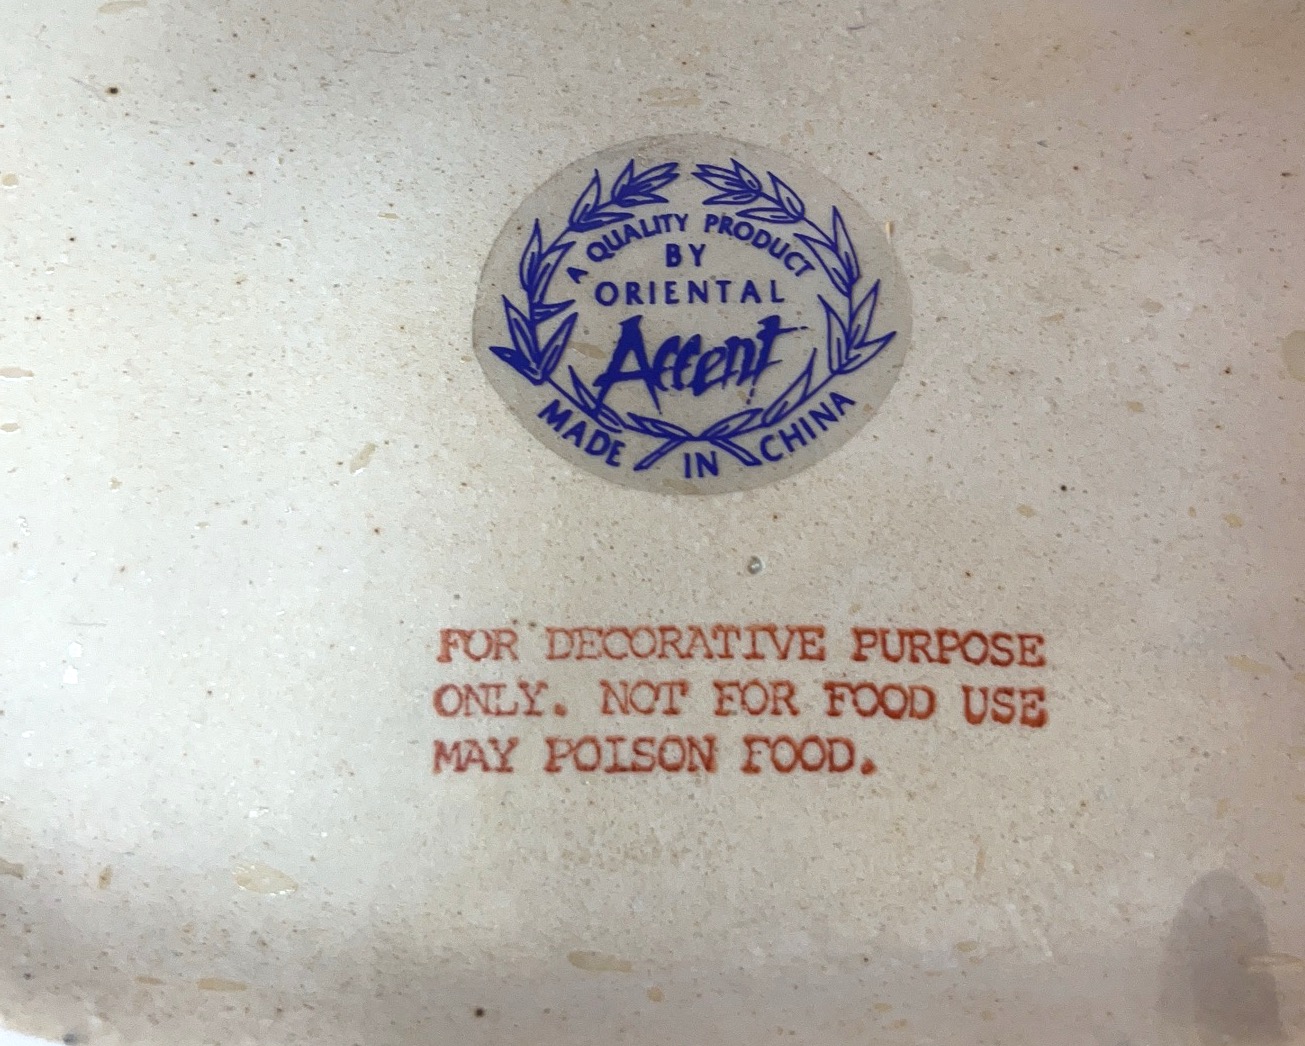 A QUALITY PRODUCT
BY
ORIENTAL
Accent
MADE IN CHINA
FOR DECORATIVE PURPOSE
ONLY. NOT FOR FOOD USE
MAY POISON FOOD.